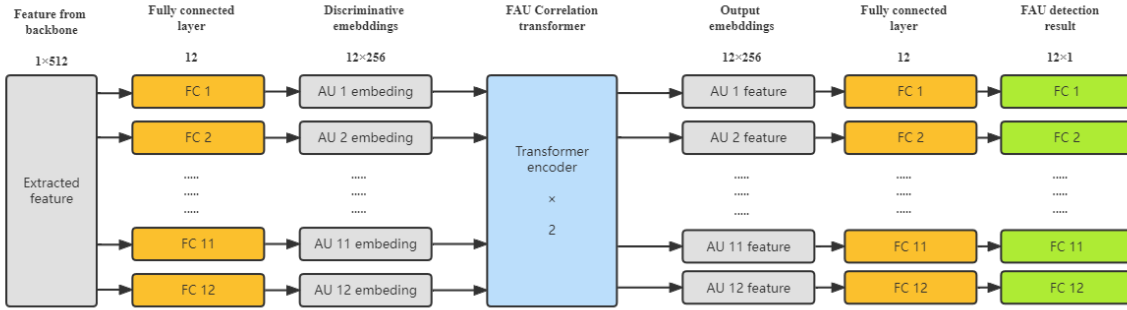 Feature from
backbone
Fully connected
layer
Discriminative
emebddings
FAU Correlation
transformer
Output
emebddings
Fully connected
layer
FAU detection
result
1×512
12
12×256
12×256
12
12×1
Extracted
feature
FC 1
AU 1 embeding
Transformer
encoder
×
2
AU 1 feature
FC 1
FC 1
FC 2
AU 2 embeding
AU 2 feature
FC 2
FC 2
..... ..... ..... ..... .....
..... ..... ..... ..... .....
..... ..... ..... ..... .....
FC 11
AU 11 embeding
AU 11 feature
FC 11
FC 11
FC 12
AU 12 embeding
AU 12 feature
FC 12
FC 12